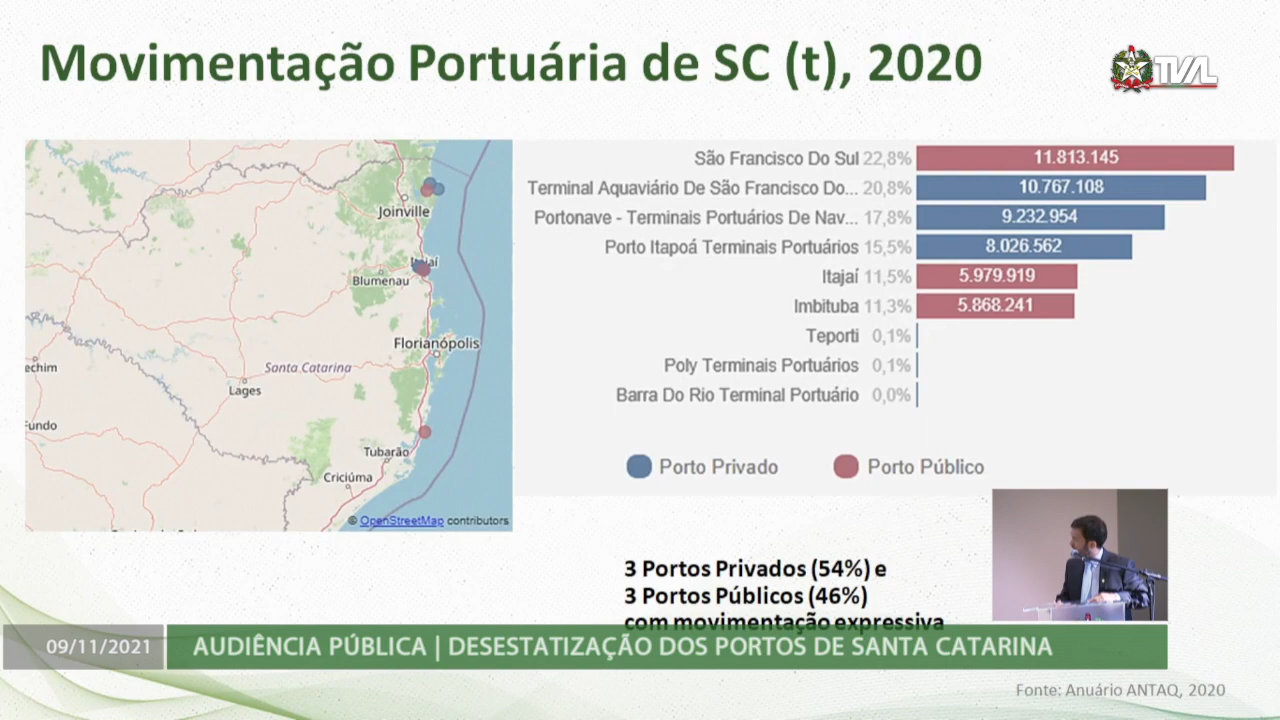 Movimentação Portuária de SC (t), 2020
TVAL
Joinville
Itajaí
Blumenau
Florianópolis
Santa Catarina
echim
Lages
Fundo
Tubarão
Criciúma
© OpenStreetMap contributors
São Francisco Do Sul 22,8% 11.813.145
Terminal Aquaviário De São Francisco Do... 20,8% 10.767.108
Portonave - Terminais Portuários De Nav... 17,8% 9.232.954
Porto Itapoá Terminais Portuários 15,5% 8.026.562
Itajaí 11,5% 5.979.919
Imbituba 11,3% 5.868.241
Teporti 0,1%
Poly Terminais Portuários 0,1%
Barra Do Rio Terminal Portuário 0,0%
Porto Privado Porto Público
3 Portos Privados (54%) e
3 Portos Públicos (46%)
com movimentação expressiva
09/11/2021 AUDIÊNCIA PÚBLICA | DESESTATIZAÇÃO DOS PORTOS DE SANTA CATARINA
Fonte: Anuário ANTAQ, 2020